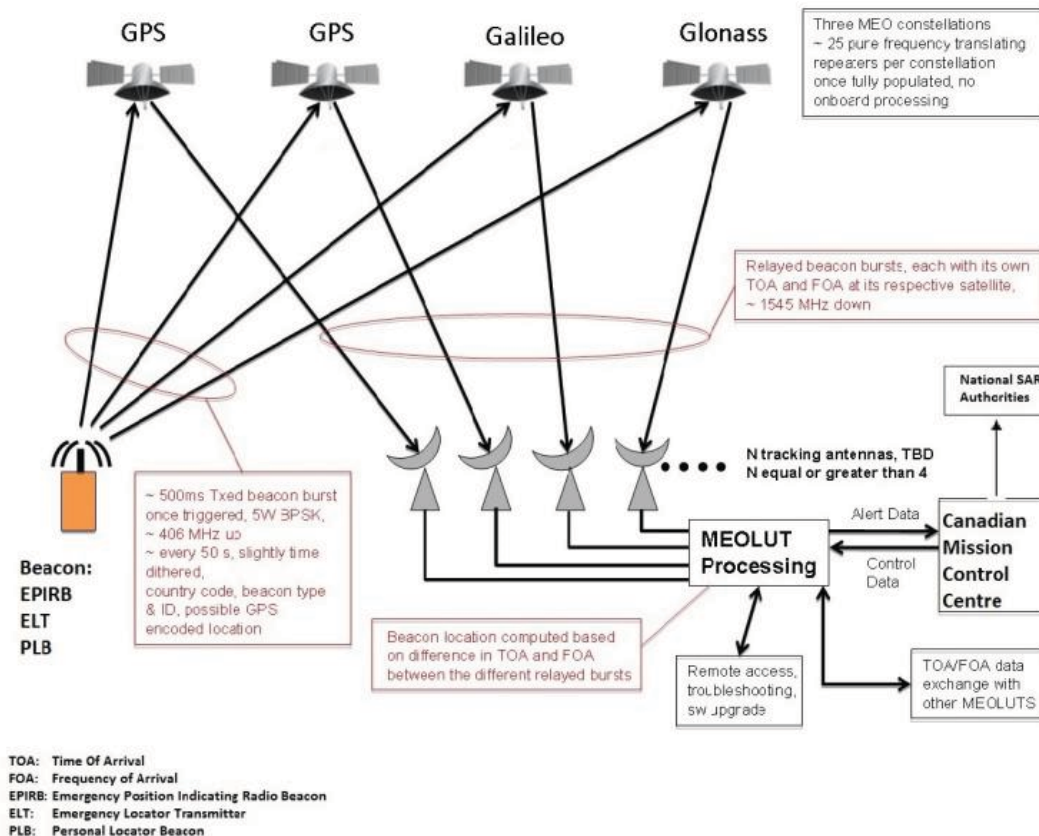 GPS
GPS
Galileo
Glonass
Three MEO constellations
~ 25 pure frequency translating
repeaters per constellation
once fully populated, no
onboard processing
Relayed beacon bursts, each with its own
TOA and FOA at its respective satellite,
~ 1545 MHz down
National SAR
Authorities
N tracking antennas, TBD
N equal or greater than 4
~ 500ms Txed beacon burst
once triggered, 5W BPSK,
~ 406 MHz up
~ every 50 s, slightly time
dithered,
country code, beacon type
& ID, possible GPS
encoded location
Beacon:
EPIRB
ELT
PLB
MEOLUT
Processing
Alert Data
Control
Data
Canadian
Mission
Control
Centre
Beacon location computed based
on difference in TOA and FOA
between the different relayed bursts
Remote access,
troubleshooting,
sw upgrade
TOA/FOA data
exchange with
other MEOLUTS
TOA: Time Of Arrival
FOA: Frequency of Arrival
EPIRB: Emergency Position Indicating Radio Beacon
ELT: Emergency Locator Transmitter
PLB: Personal Locator Beacon